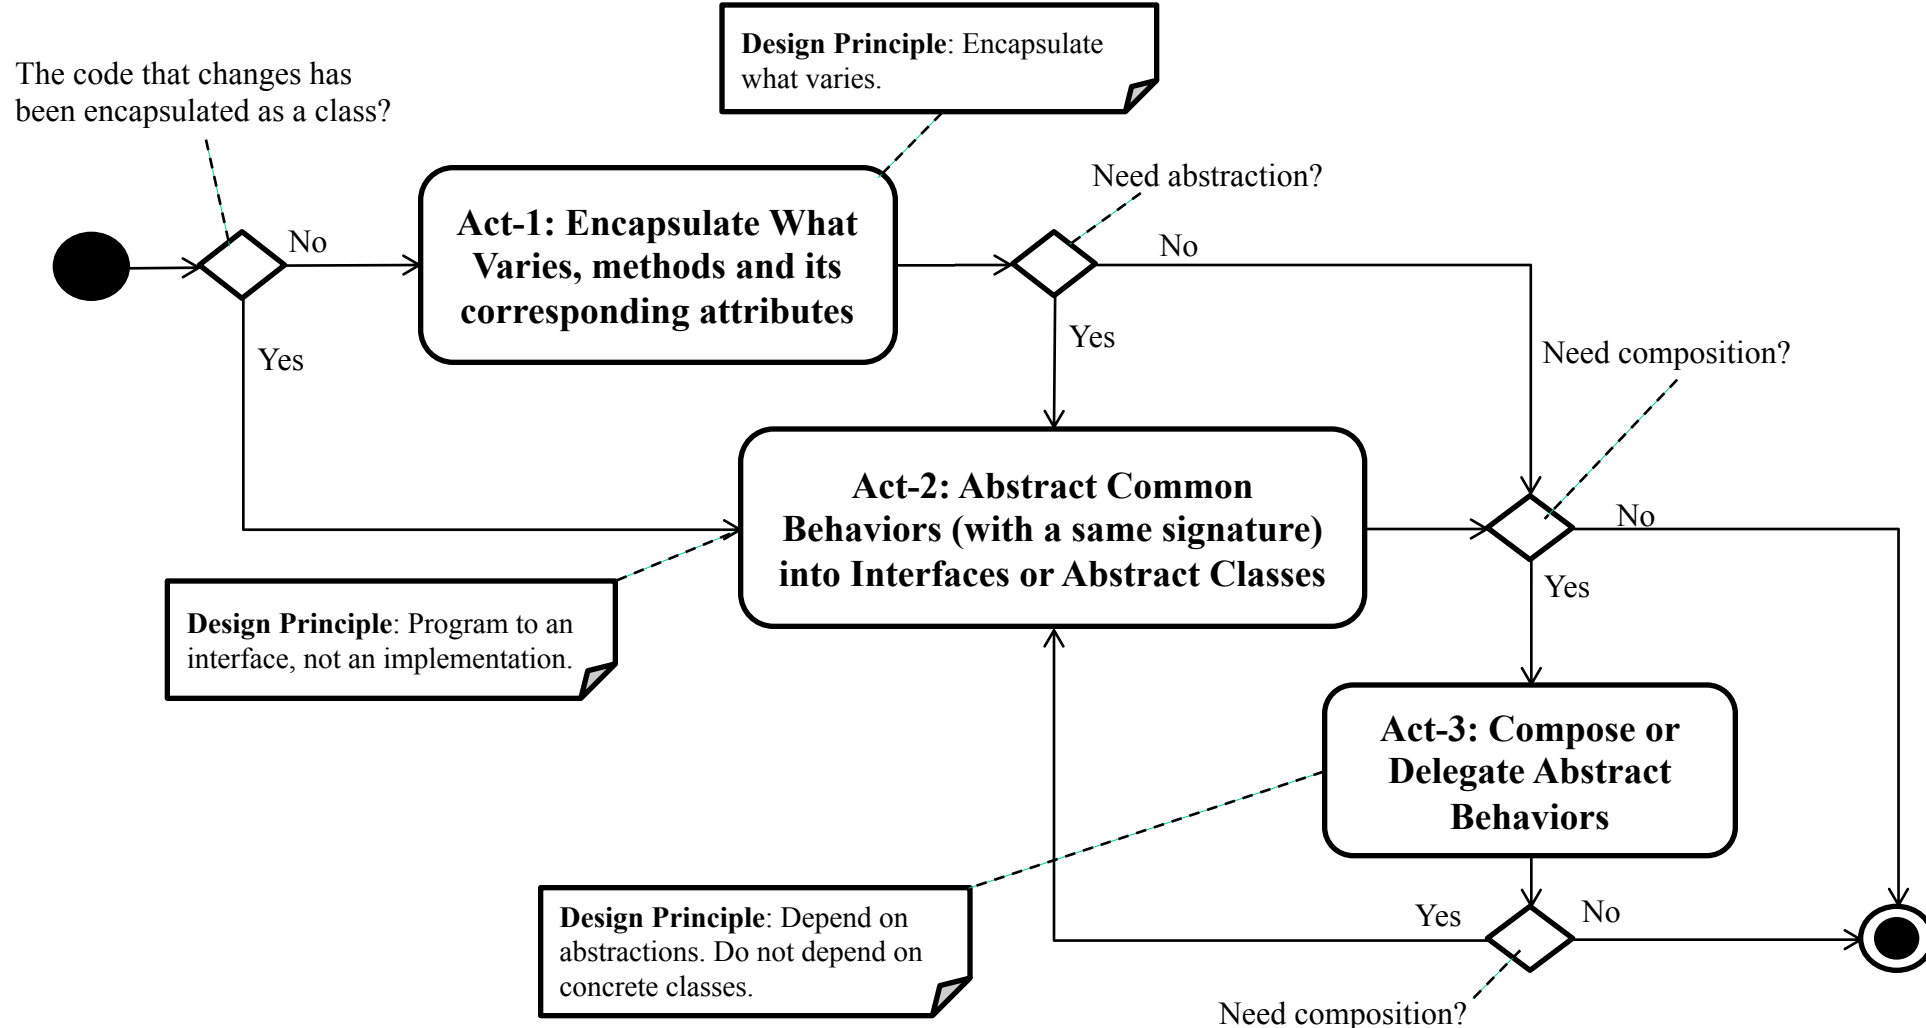 Design Principle: Encapsulate
what varies.
The code that changes has
been encapsulated as a class?
Need abstraction?
No
Act-1: Encapsulate What
Varies, methods and its
corresponding attributes
No
Yes
Yes
Need composition?
Act-2: Abstract Common
Behaviors (with a same signature)
into Interfaces or Abstract Classes
No
Yes
Design Principle: Program to an
interface, not an implementation.
Act-3: Compose or
Delegate Abstract
Behaviors
Design Principle: Depend on
abstractions. Do not depend on
concrete classes.
Yes
No
Need composition?